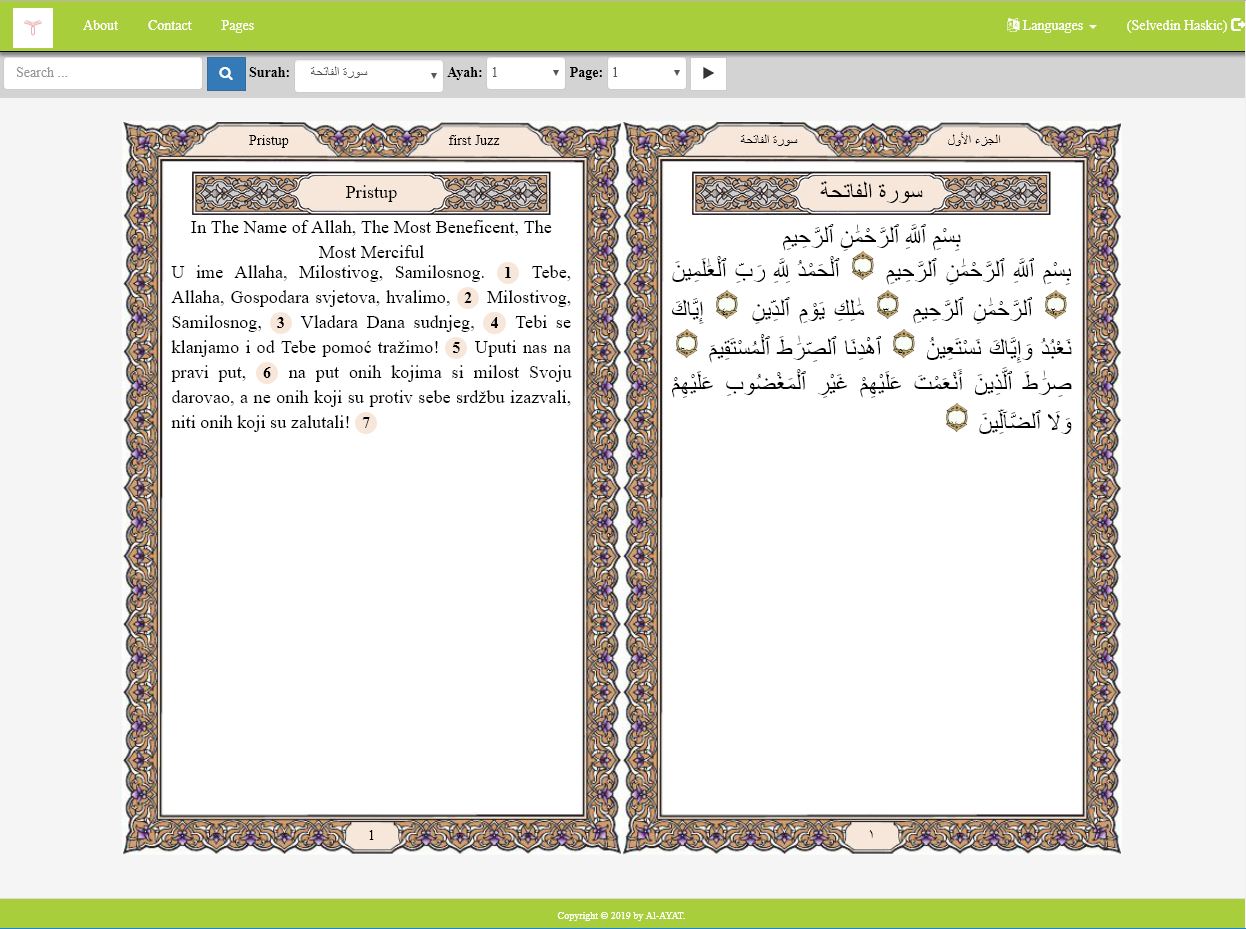 About Contact Pages Languages (Selvedin Haskic)
Search ... Surah: سورة الفاتحة Ayah: 1 Page: 1
Pristup first Juzz
Pristup
In The Name of Allah, The Most Beneficent, The
Most Merciful
U ime Allaha, Milostivog, Samilosnog. 1 Tebe,
Allaha, Gospodara svjetova, hvalimo, 2 Milostivog,
Samilosnog, 3 Vladara Dana sudnjeg, 4 Tebi se
klanjamo i od Tebe pomoć tražimo! 5 Uputi nas na
pravi put, 6 na put onih kojima si milost Svoju
darovao, a ne onih koji su protiv sebe srdžbu izazvali,
niti onih koji su zalutali! 7
1
الجزء الأول سورة الفاتحة
سورة الفاتحة
بِسْمِ ٱللَّهِ ٱلرَّحْمَٰنِ ٱلرَّحِيمِ
بِسْمِ ٱللَّهِ ٱلرَّحْمَٰنِ ٱلرَّحِيمِ ٱلْحَمْدُ لِلَّهِ رَبِّ ٱلْعَٰلَمِينَ
ٱلرَّحْمَٰنِ ٱلرَّحِيمِ مَٰلِكِ يَوْمِ ٱلدِّينِ إِيَّاكَ
نَعْبُدُ وَإِيَّاكَ نَسْتَعِينُ ٱهْدِنَا ٱلصِّرَٰطَ ٱلْمُسْتَقِيمَ
صِرَٰطَ ٱلَّذِينَ أَنْعَمْتَ عَلَيْهِمْ غَيْرِ ٱلْمَغْضُوبِ عَلَيْهِمْ
وَلَا ٱلضَّآلِّينَ
١
Copyright © 2019 by Al-AYAT.